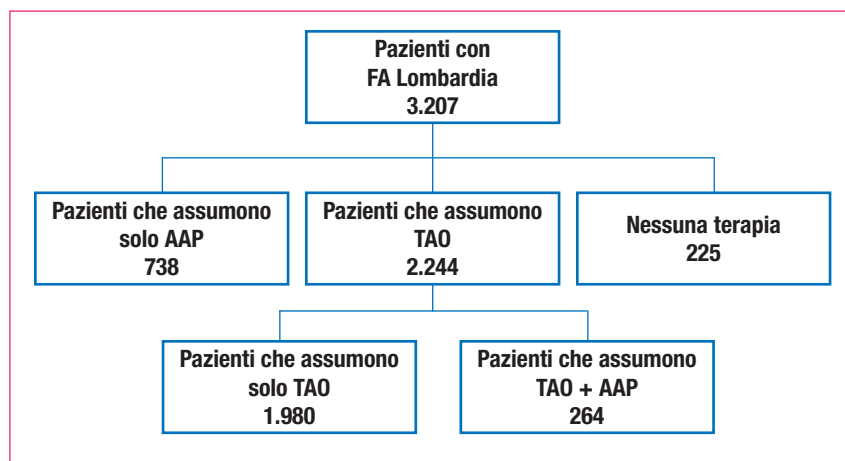 Pazienti con
FA Lombardia
3.207
Pazienti che assumono
solo AAP
738
Pazienti che assumono
TAO
2.244
Nessuna terapia
225
Pazienti che assumono
solo TAO
1.980
Pazienti che assumono
TAO + AAP
264